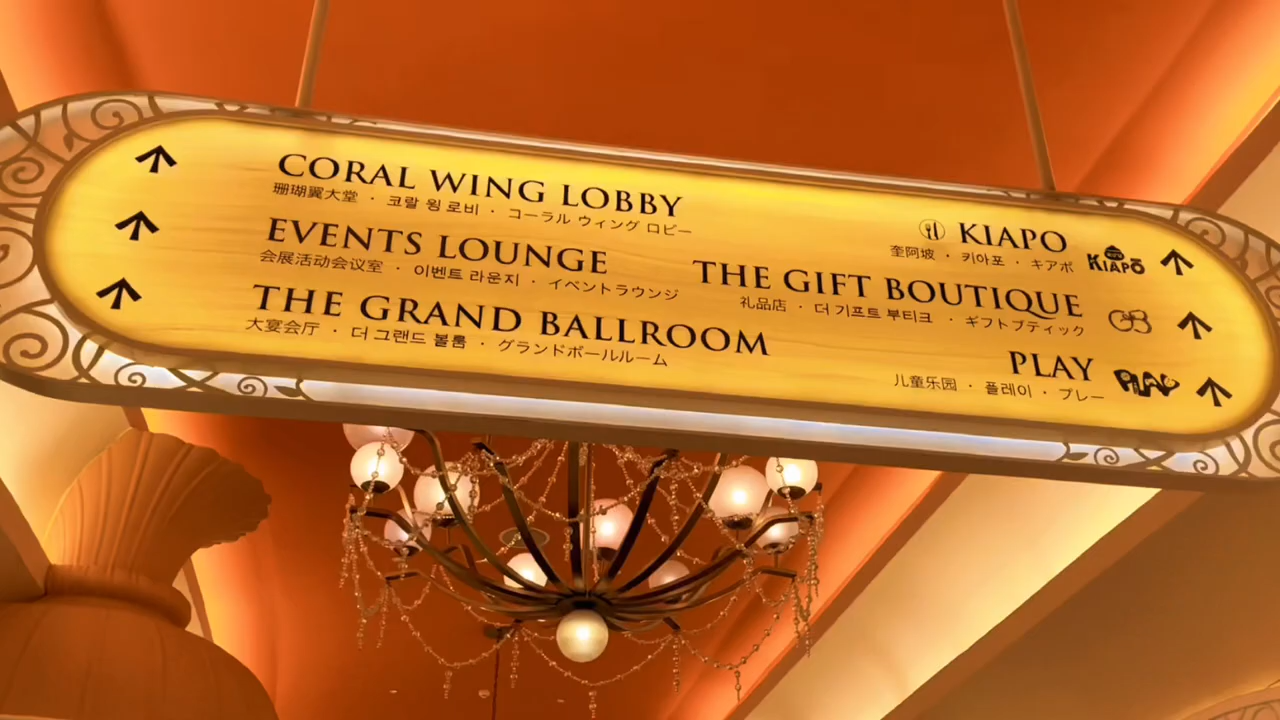 CORAL WING LOBBY
珊瑚翼大堂 · 코랄 윙 로비 · コーラル ウィング ロビー
EVENTS LOUNGE
会展活动会议室 · 이벤트 라운지 · イベントラウンジ
THE GRAND BALLROOM
大宴会厅 · 더 그랜드 볼룸 · グランドボールルーム
KIAPO
奎阿坡 · 키아포 · キアポ
KIAPō
THE GIFT BOUTIQUE
礼品店 · 더 기프트 부티크 · ギフトブティック
PLAY
儿童乐园 · 플레이 · プレー
PLAY